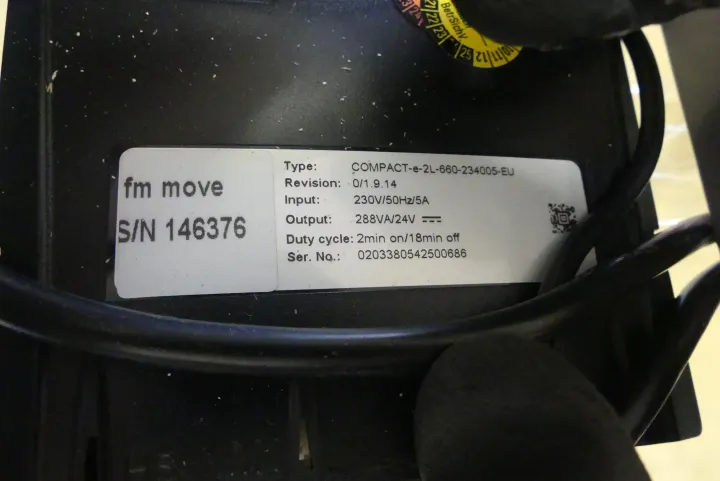 fm move
S/N 146376
Type: COMPACT-e-2L-660-234005-EU
Revision: 0/1.9.14
Input: 230V/50Hz/5A
Output: 288VA/24V
Duty cycle: 2min on/18min off
Ser. No.: 0203380542500686